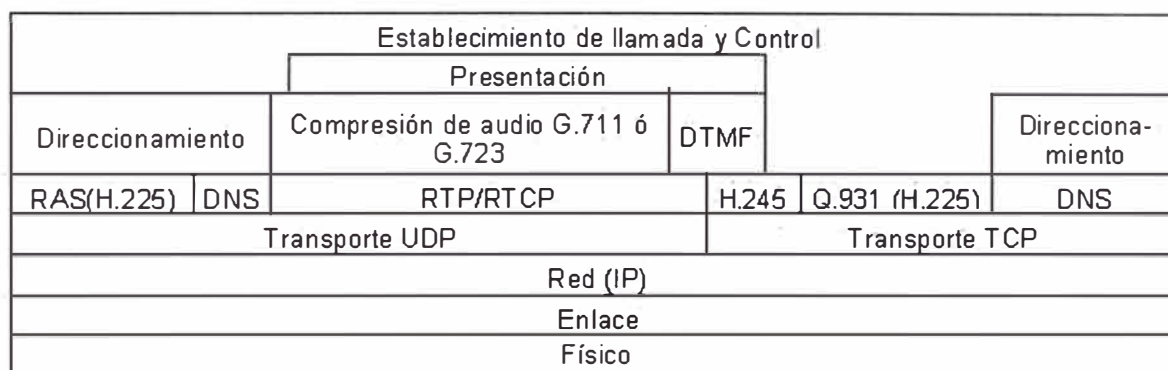 Establecimiento de llamada y Control
Presentación
Direccionamiento
Compresión de audio G.711 ó
G.723
DTMF
Direcciona-
miento
RAS(H.225)
DNS
RTP/RTCP
H.245
Q.931 (H.225)
DNS
Transporte UDP
Transporte TCP
Red (IP)
Enlace
Físico